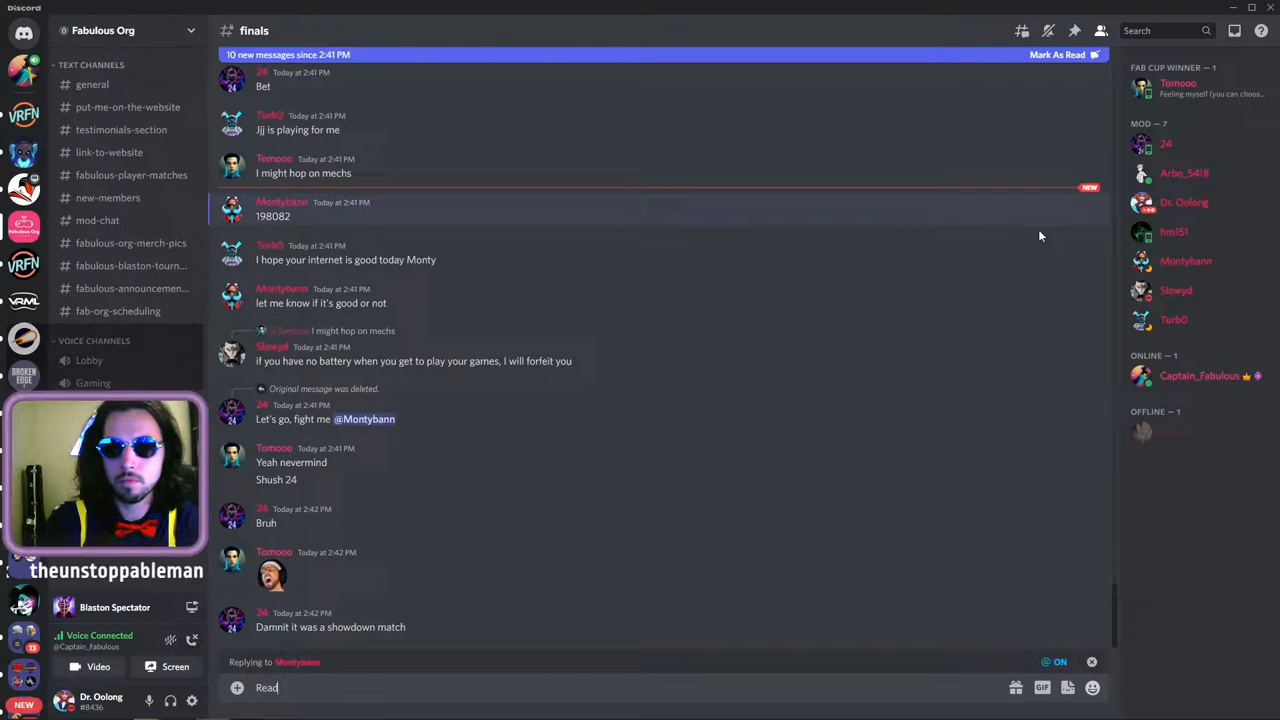 Discord
Fabulous Org
finals
Search
10 new messages since 2:41 PM
Mark As Read
TEXT CHANNELS
general
put-me-on-the-website
testimonials-section
link-to-website
fabulous-player-matches
new-members
mod-chat
fabulous-org-merch-pics
fabulous-blaston-tourn...
fabulous-announcemen...
fab-org-scheduling
VOICE CHANNELS
Lobby
Gaming
VRFN
Fabulous Org
VRFN
VRML
BROKEN
EDGE
13
NEW
theunstoppableman
Blaston Spectator
Voice Connected
@Captain_Fabulous
Video
Screen
Dr. Oolong
#8436
24 Today at 2:41 PM
Bet
Turb0 Today at 2:41 PM
Jjj is playing for me
Tomooo Today at 2:41 PM
I might hop on mechs
NEW
Montybann Today at 2:41 PM
198082
Turb0 Today at 2:41 PM
I hope your internet is good today Monty
Montybann Today at 2:41 PM
let me know if it's good or not
@Tomooo I might hop on mechs
Slowyd Today at 2:41 PM
if you have no battery when you get to play your games, I will forfeit you
Original message was deleted.
24 Today at 2:41 PM
Let's go, fight me @Montybann
Tomooo Today at 2:41 PM
Yeah nevermind
Shush 24
24 Today at 2:42 PM
Bruh
Tomooo Today at 2:42 PM
24 Today at 2:42 PM
Damnit it was a showdown match
Replying to Montybann
@ ON
Read
GIF
FAB CUP WINNER — 1
Tomooo
Feeling myself (you can choos...
MOD — 7
24
Arbo_5418
Dr. Oolong
hro151
Montybann
Slowyd
Turb0
ONLINE — 1
Captain_Fabulous
OFFLINE — 1